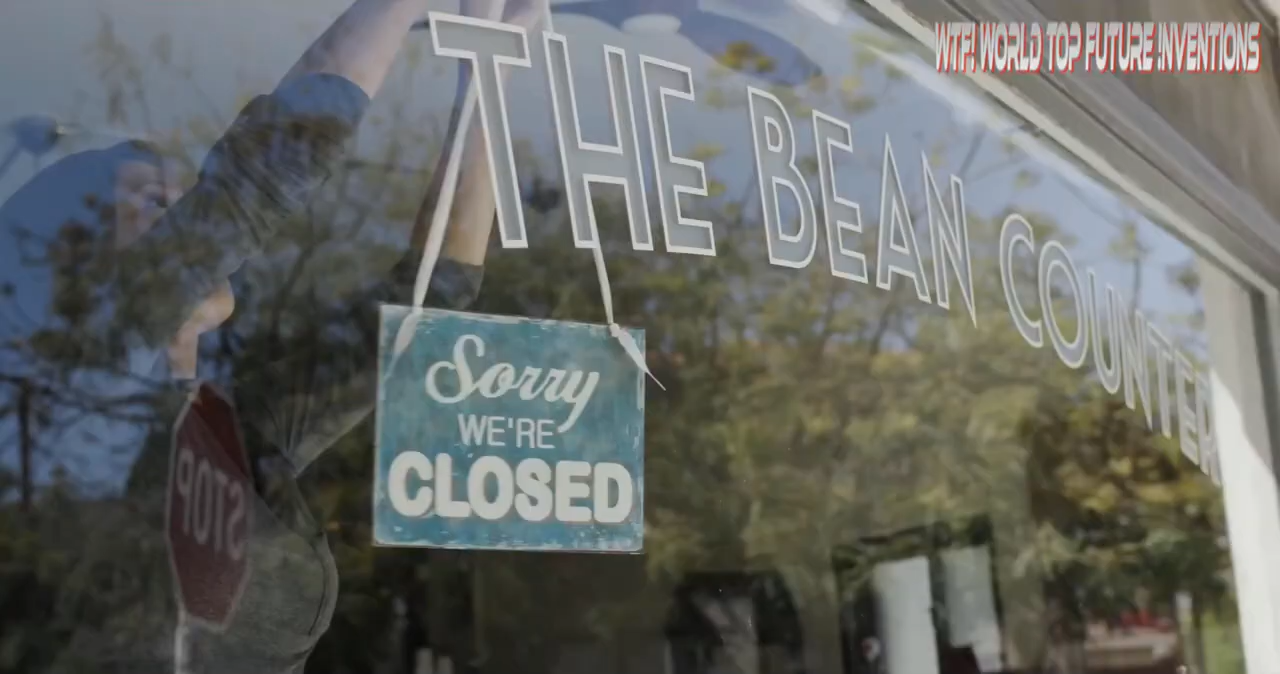 WTF! WORLD TOP FUTURE INVENTIONS
THE BEAN COUNTER
Sorry
WE'RE
CLOSED
STOP